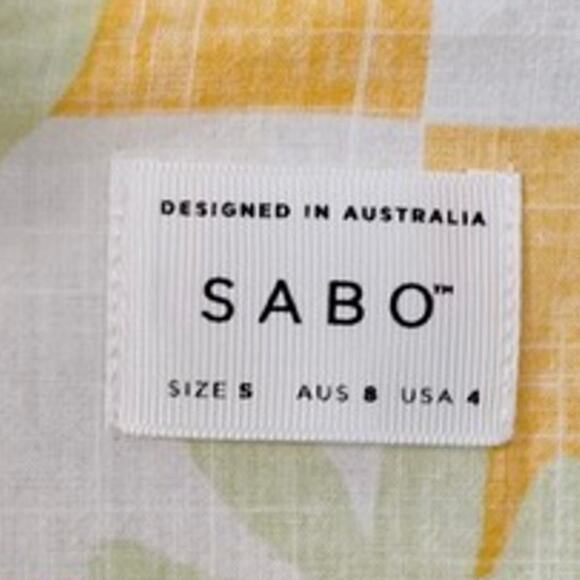 DESIGNED IN AUSTRALIA
SABO™
SIZE S AUS 8 USA 4